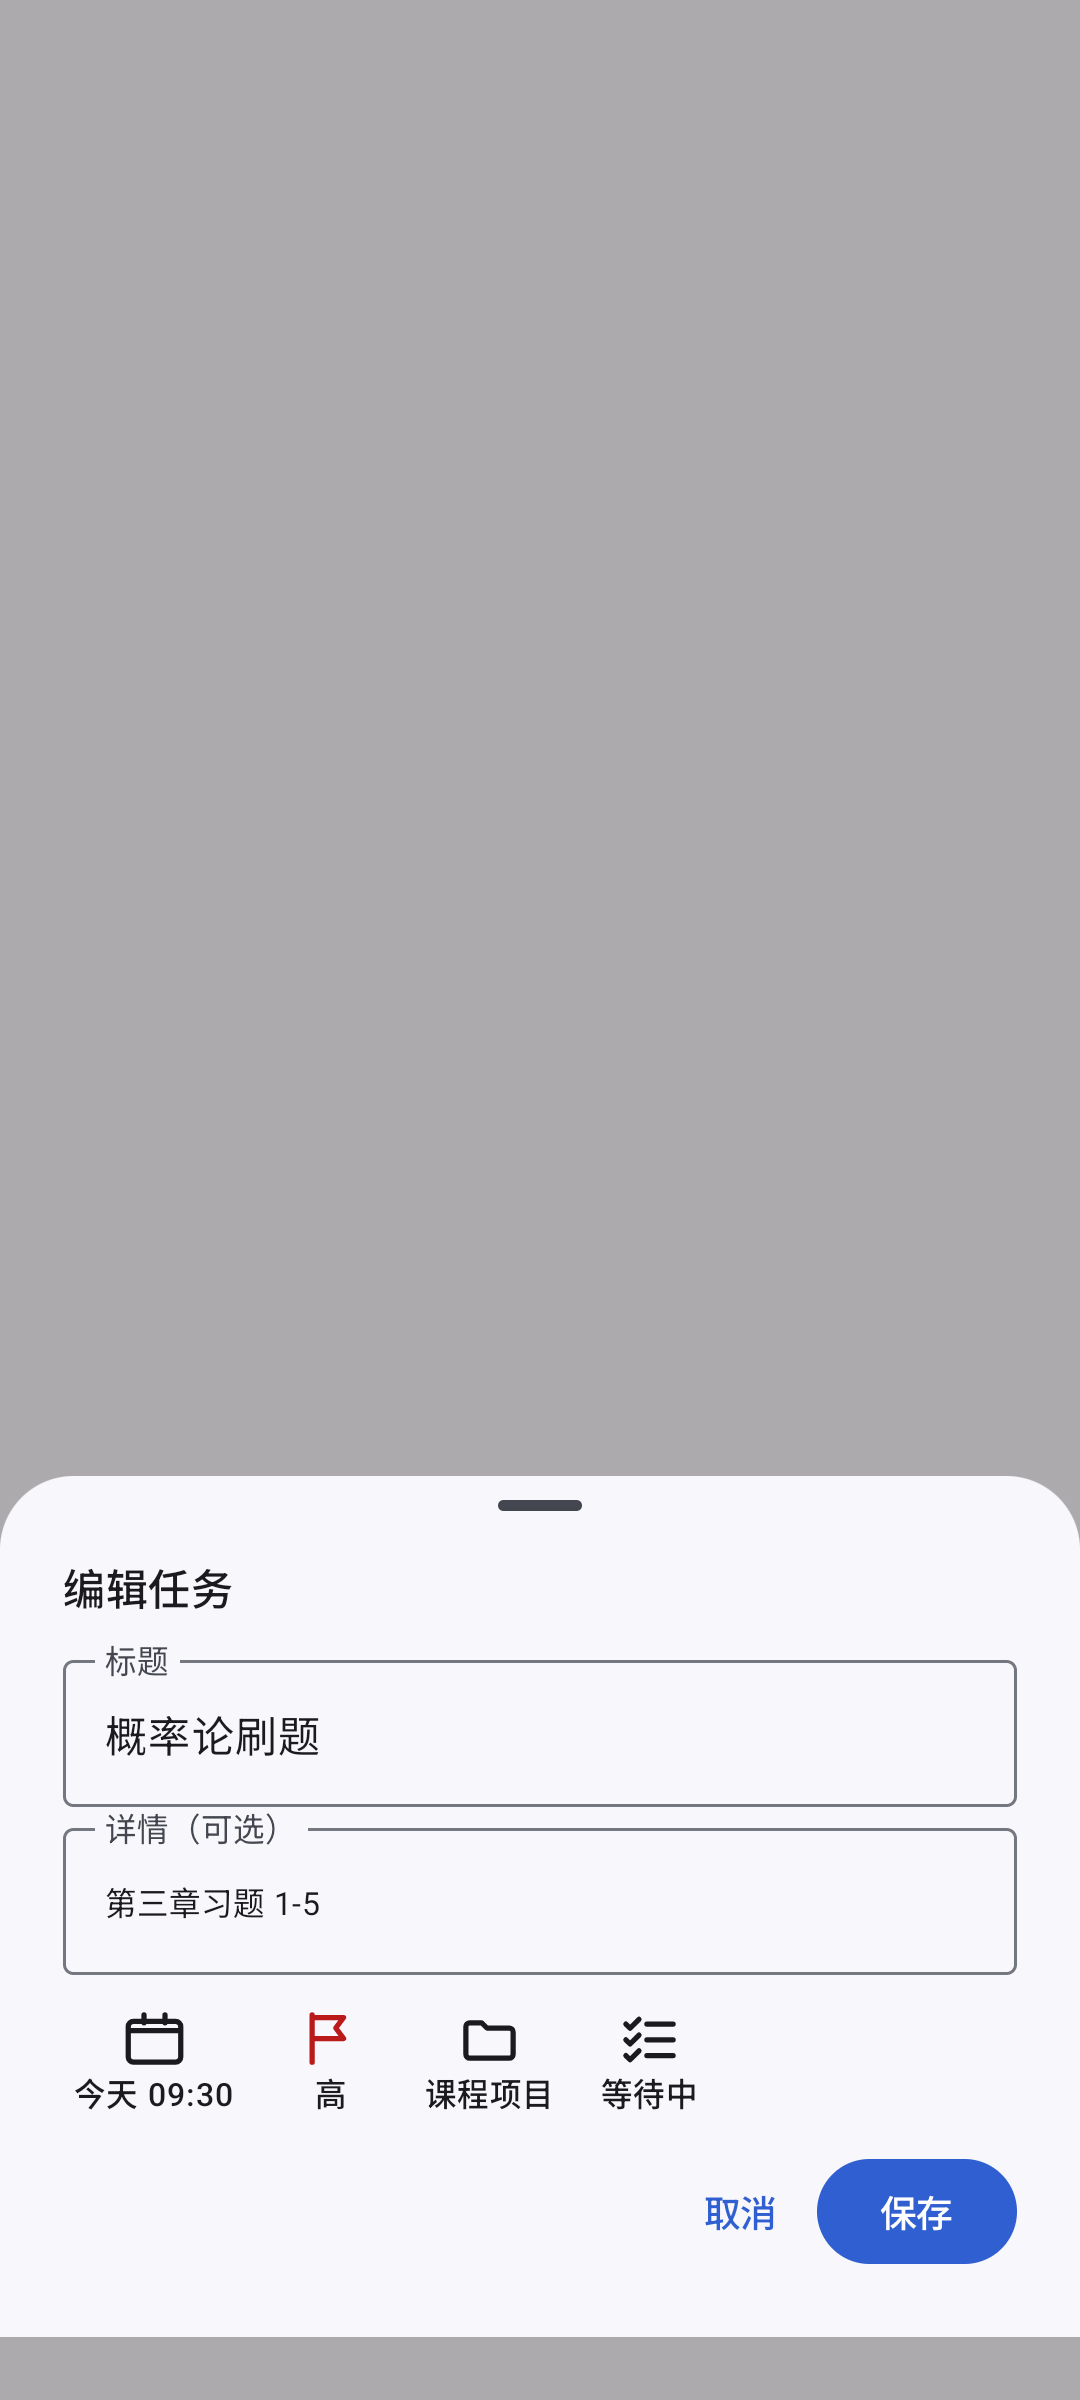 编辑任务
标题
概率论刷题
详情（可选）
第三章习题 1-5
今天 09:30
高
课程项目
等待中
取消
保存